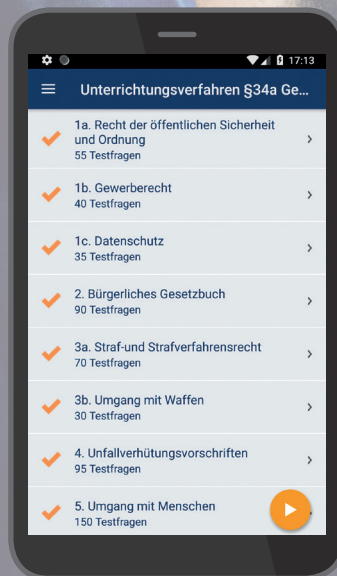 17:13
Unterrichtungsverfahren §34a Ge...
1a. Recht der öffentlichen Sicherheit
und Ordnung
55 Testfragen
1b. Gewerberecht
40 Testfragen
1c. Datenschutz
35 Testfragen
2. Bürgerliches Gesetzbuch
90 Testfragen
3a. Straf-und Strafverfahrensrecht
70 Testfragen
3b. Umgang mit Waffen
30 Testfragen
4. Unfallverhütungsvorschriften
95 Testfragen
5. Umgang mit Menschen
150 Testfragen